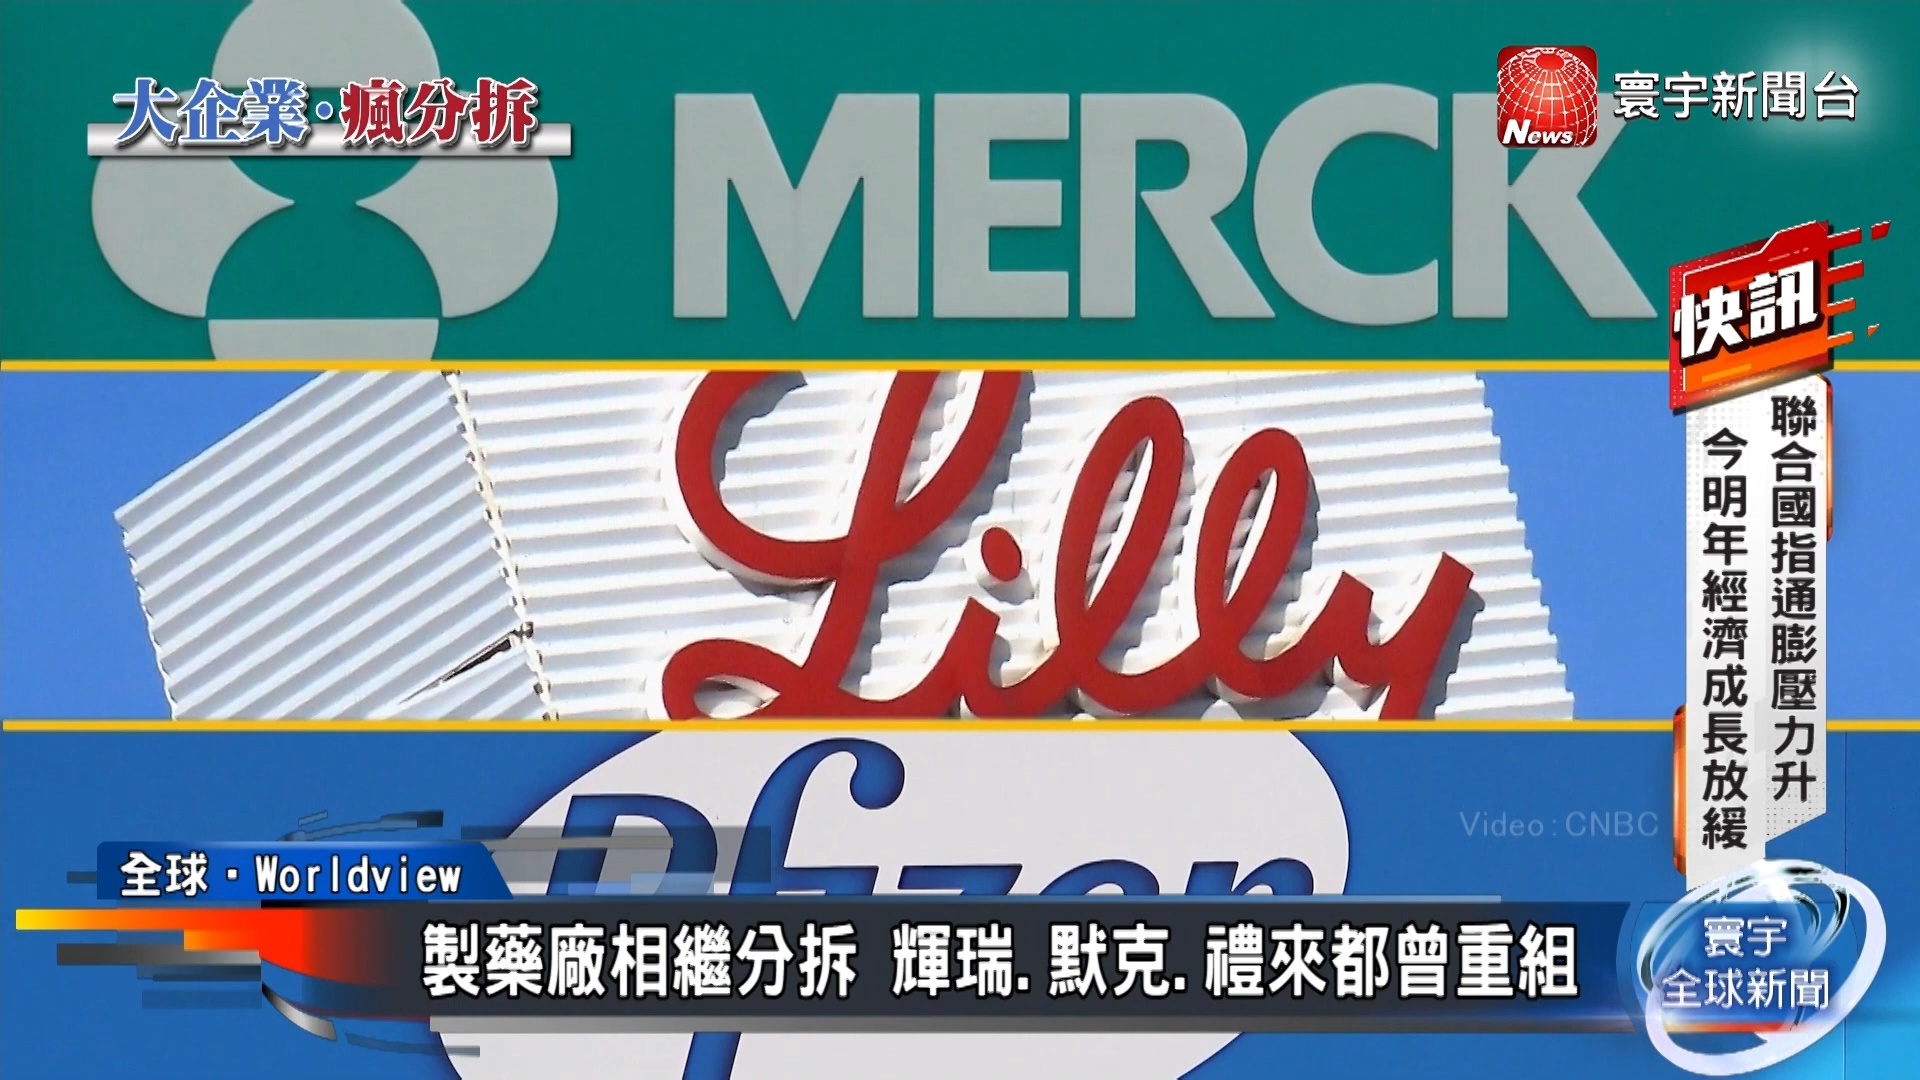 大企業·瘋分拆
MERCK
News
寰宇新聞台
快訊
聯合國指通膨壓力升
今明年經濟成長放緩
Lilly
Pfizer
Video:CNBC
全球·Worldview
製藥廠相繼分拆 輝瑞.默克.禮來都曾重組
寰宇
全球新聞